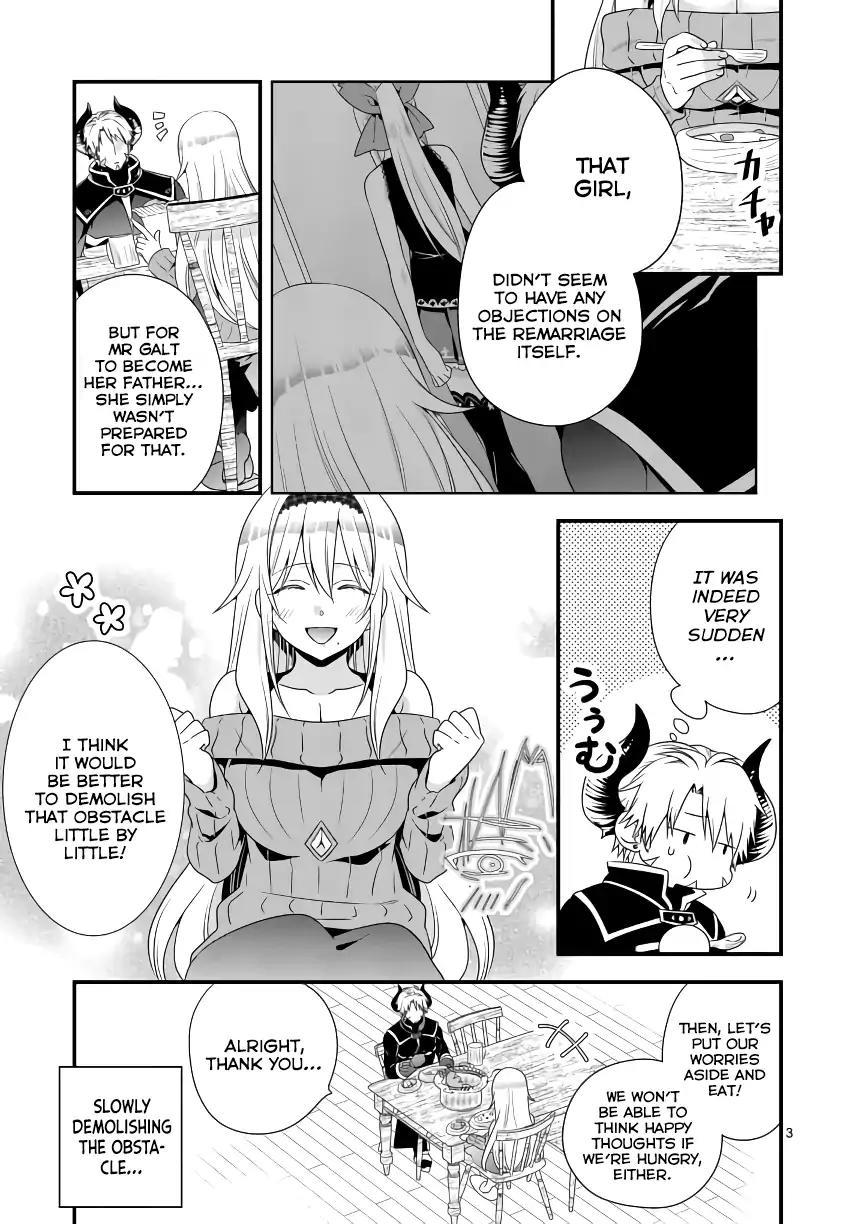 THAT
GIRL,
カチャ
DIDN'T SEEM
TO HAVE ANY
OBJECTIONS ON
THE REMARRIAGE
ITSELF.
BUT FOR
MR GALT
TO BECOME
HER FATHER...
SHE SIMPLY
WASN'T
PREPARED
FOR THAT.
IT WAS
INDEED
VERY
SUDDEN
...
うぅむ
I THINK
IT WOULD
BE BETTER
TO DEMOLISH
THAT OBSTACLE
LITTLE BY
LITTLE!
THEN, LET'S
PUT OUR
WORRIES
ASIDE AND
EAT!
WE WON'T
BE ABLE TO
THINK HAPPY
THOUGHTS IF
WE'RE HUNGRY,
EITHER.
ALRIGHT,
THANK YOU...
SLOWLY
DEMOLISHING
THE OBSTA-
CLE...
3